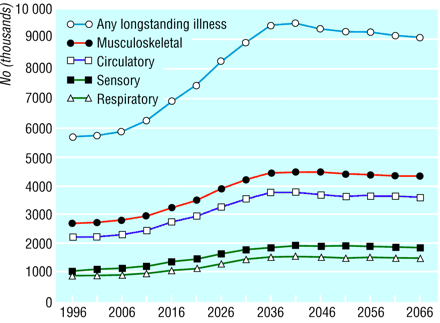 No (thousands)
10 000
9000
8000
7000
6000
5000
4000
3000
2000
1000
0
Any longstanding illness
Musculoskeletal
Circulatory
Sensory
Respiratory
1996 2006 2016 2026 2036 2046 2056 2066